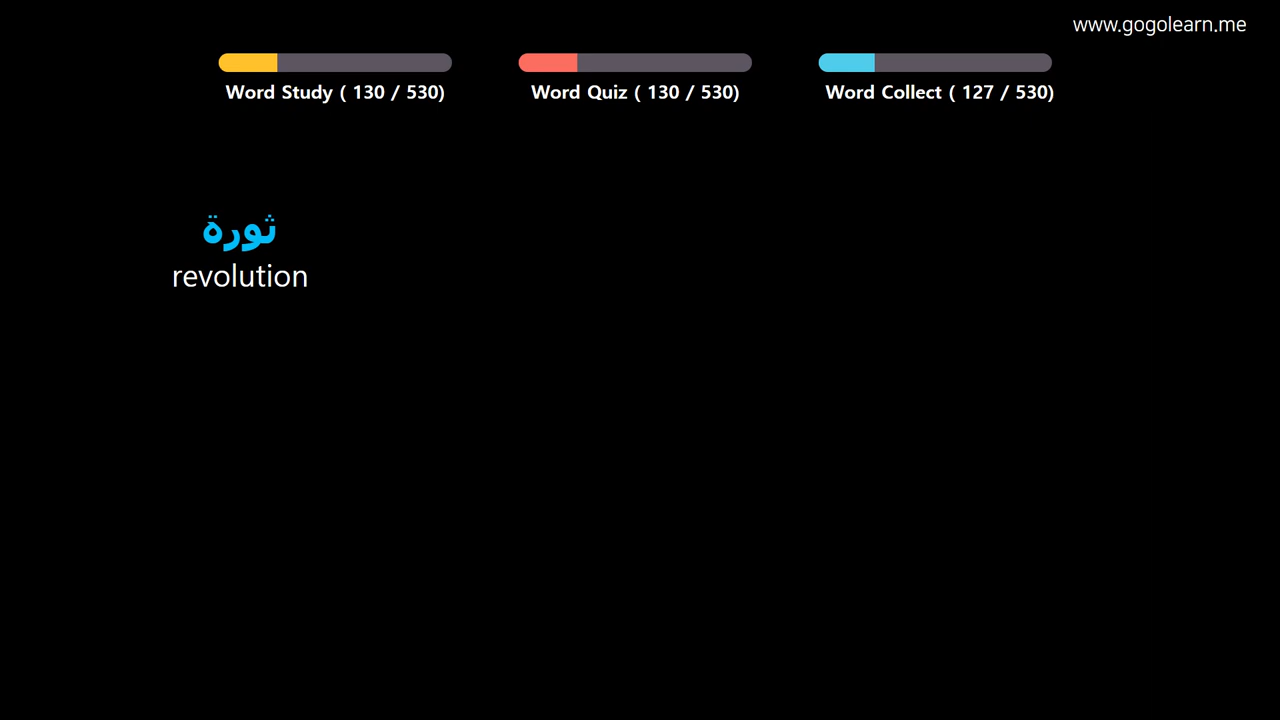 www.gogolearn.me
Word Study ( 130 / 530)
Word Quiz ( 130 / 530)
Word Collect ( 127 / 530)
ثورة
revolution